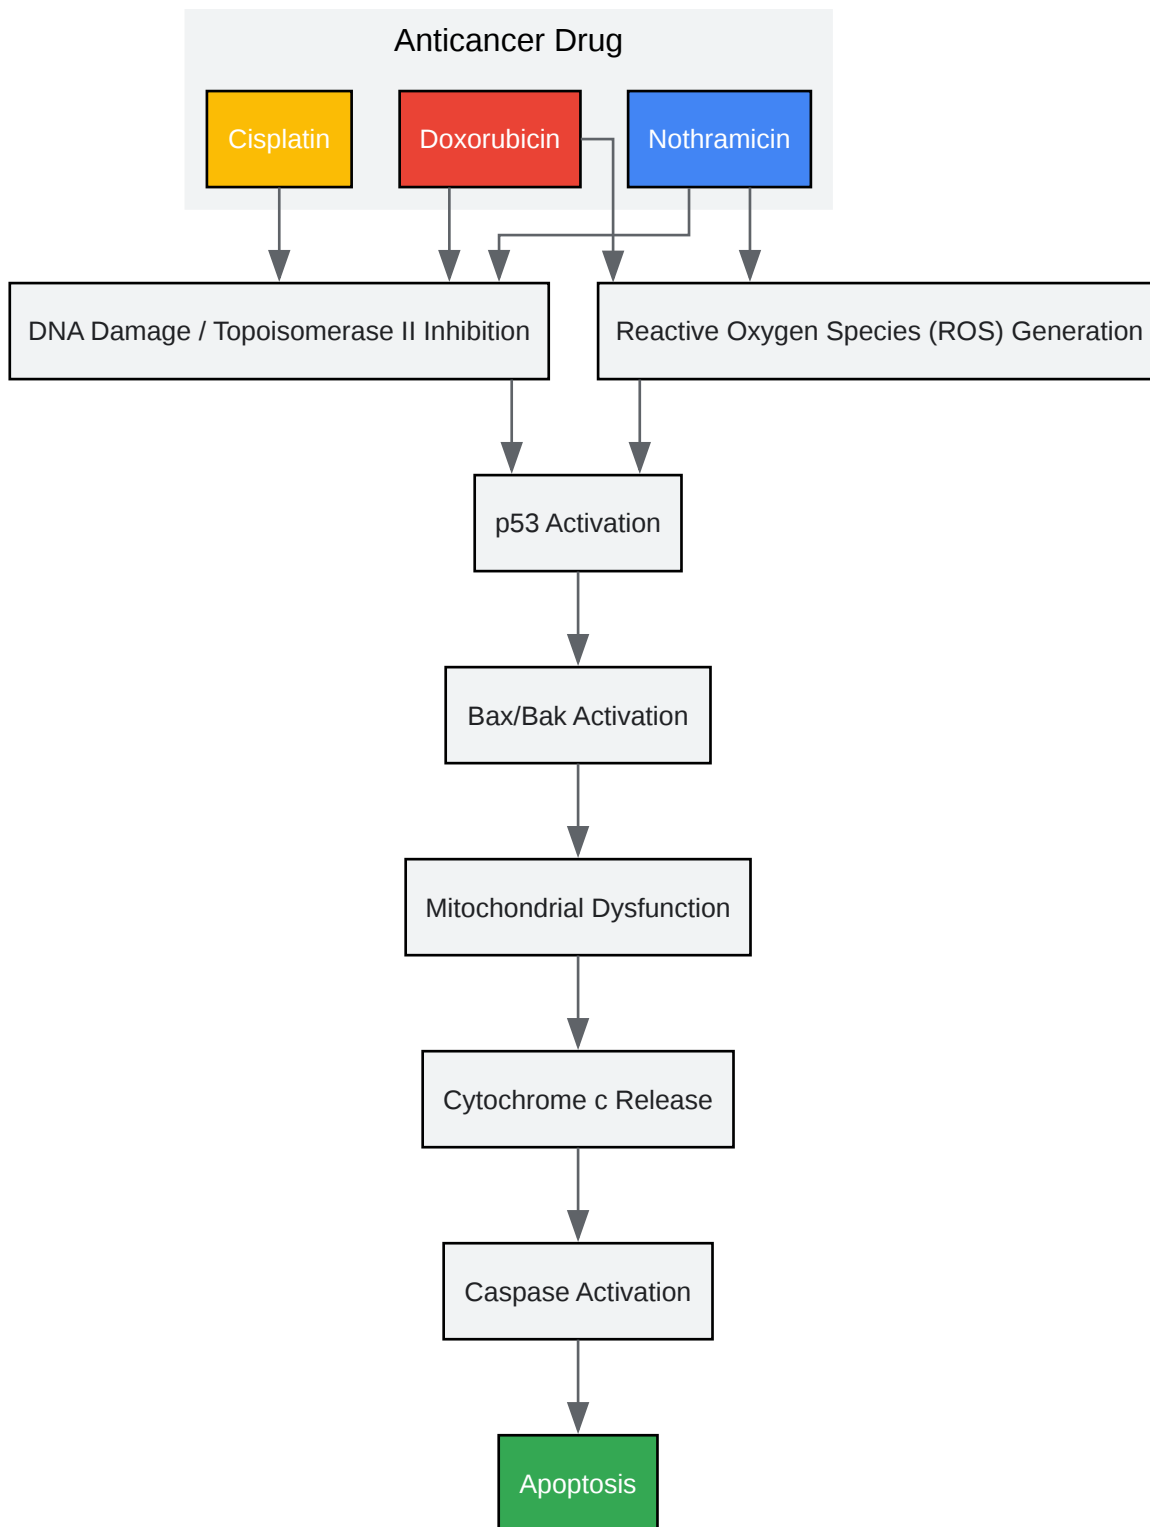 Anticancer Drug
Cisplatin
Doxorubicin
Nothramicin
DNA Damage / Topoisomerase II Inhibition
Reactive Oxygen Species (ROS) Generation
p53 Activation
Bax/Bak Activation
Mitochondrial Dysfunction
Cytochrome c Release
Caspase Activation
Apoptosis